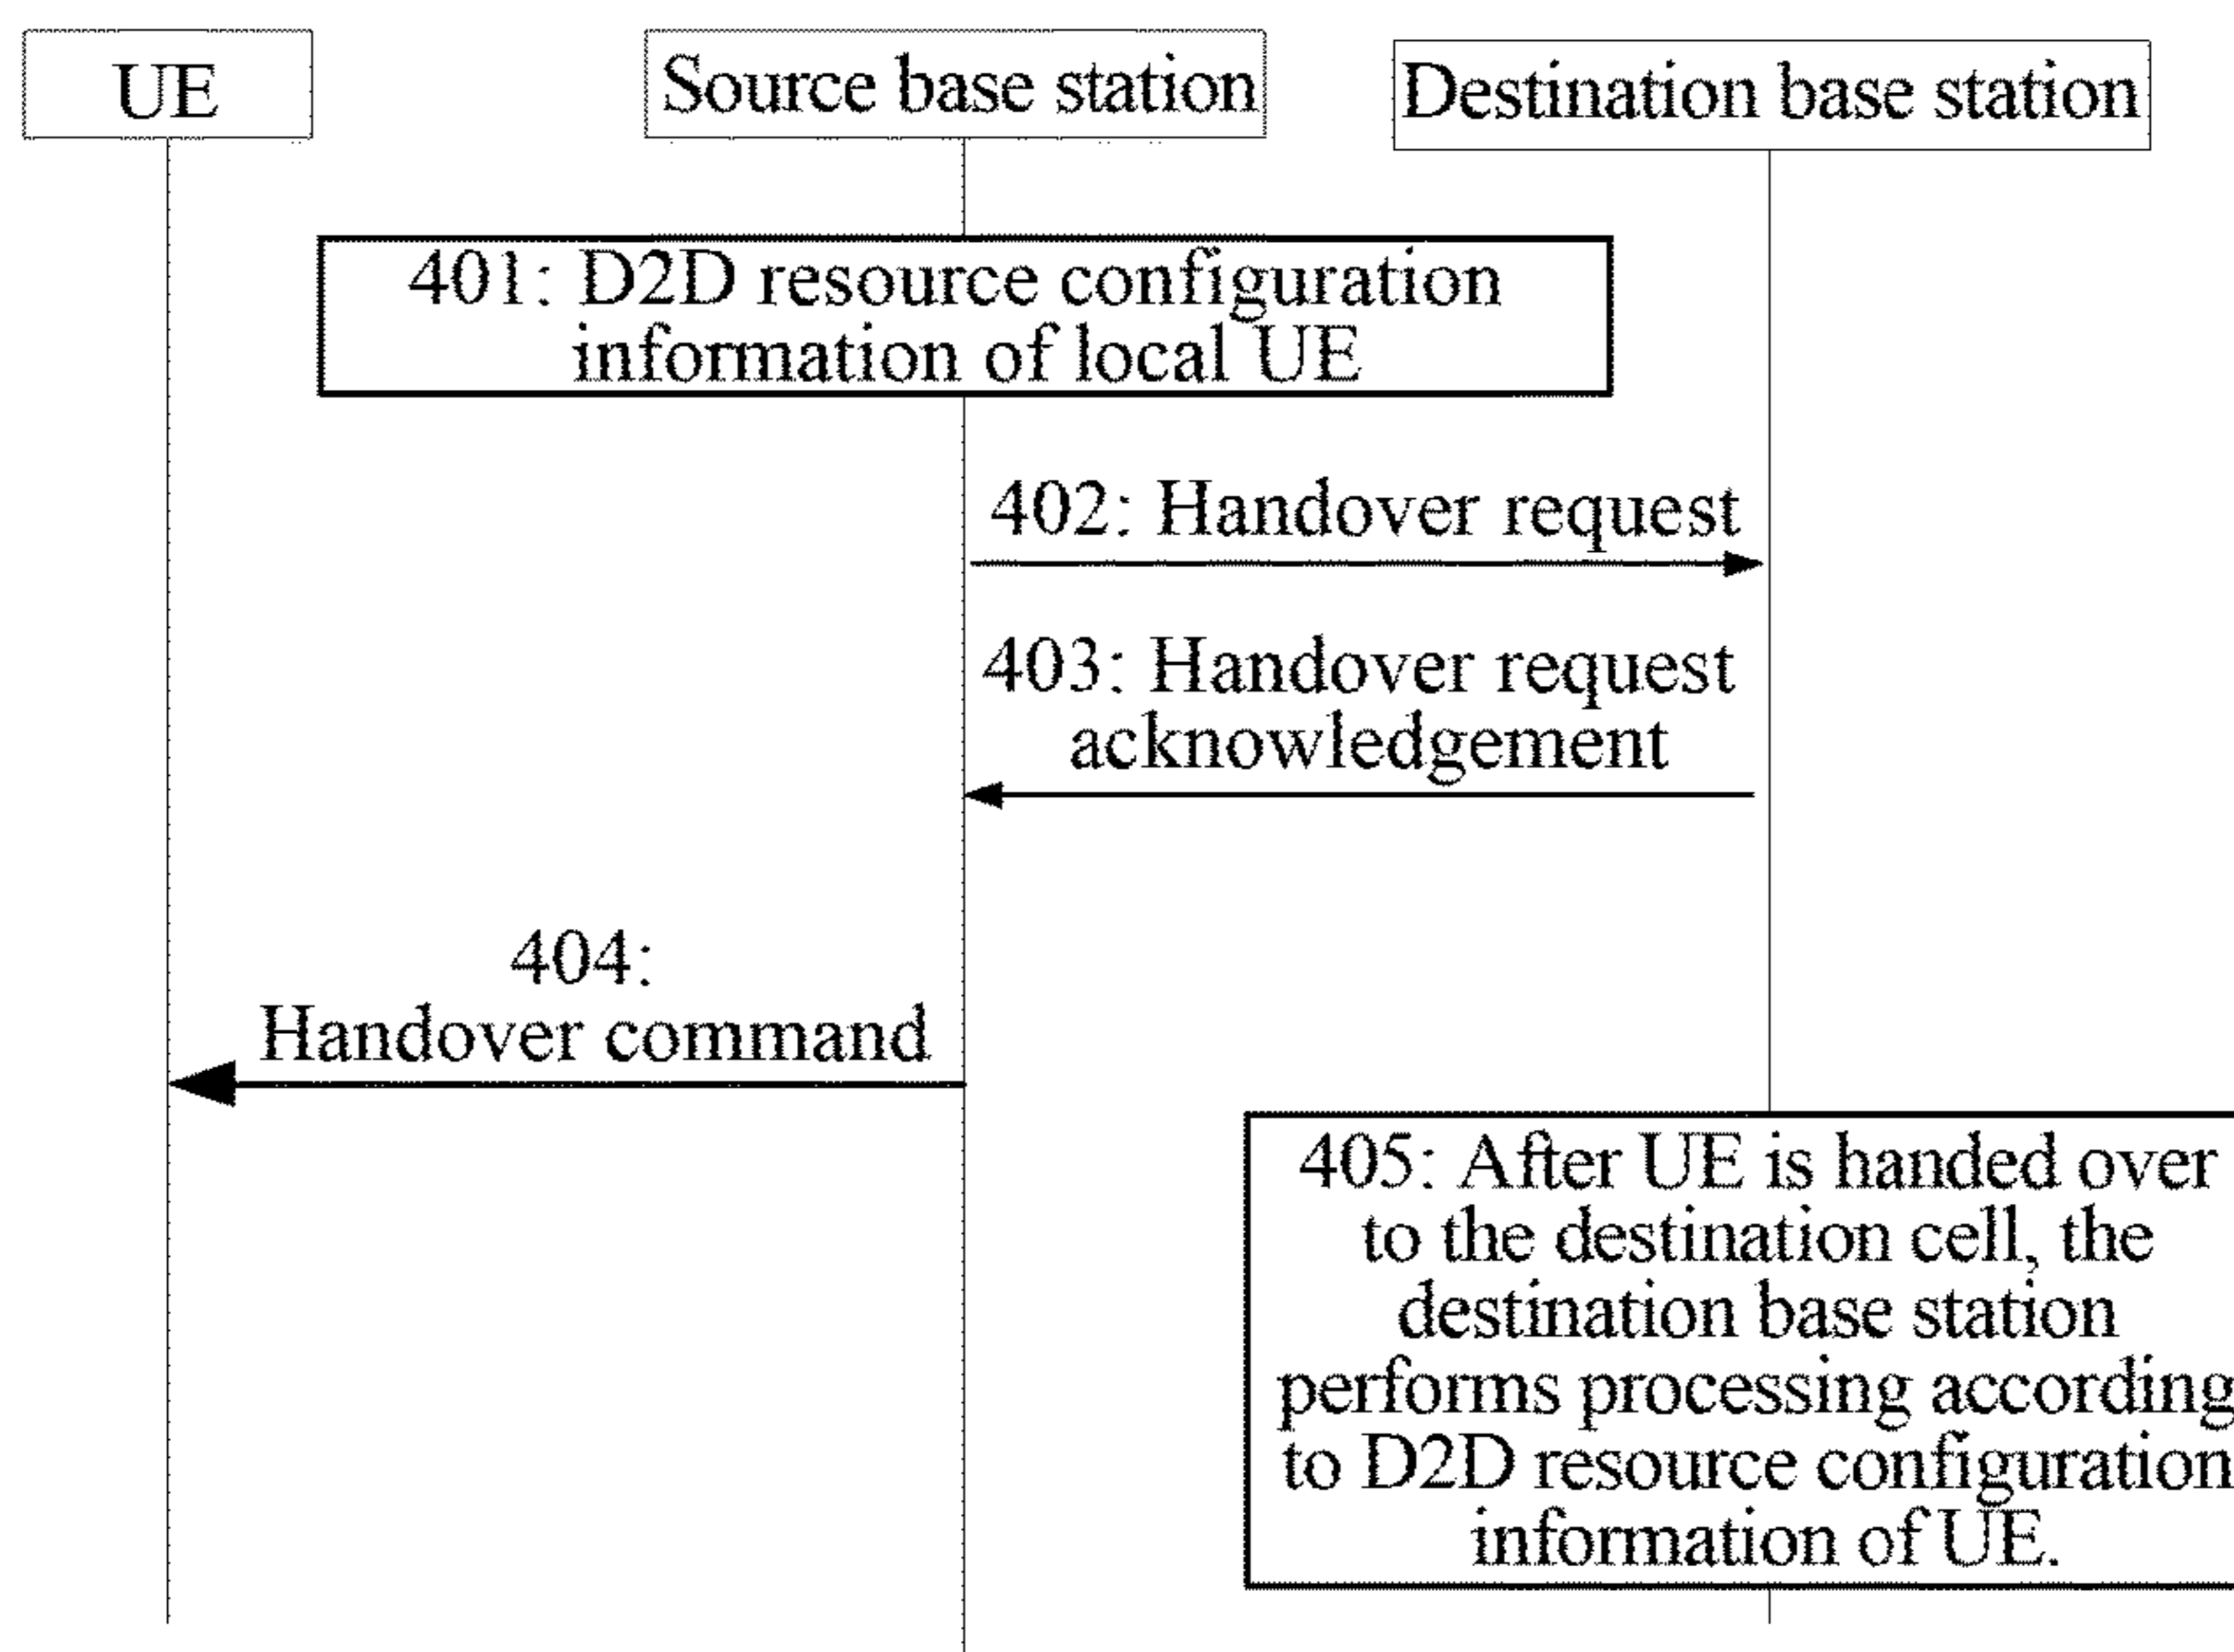 UE
Source base station
Destination base station
401: D2D resource configuration
information of local UE
402: Handover request
403: Handover request
acknowledgement
404:
Handover command
405: After UE is handed over
to the destination cell, the
destination base station
performs processing according
to D2D resource configuration
information of UE.